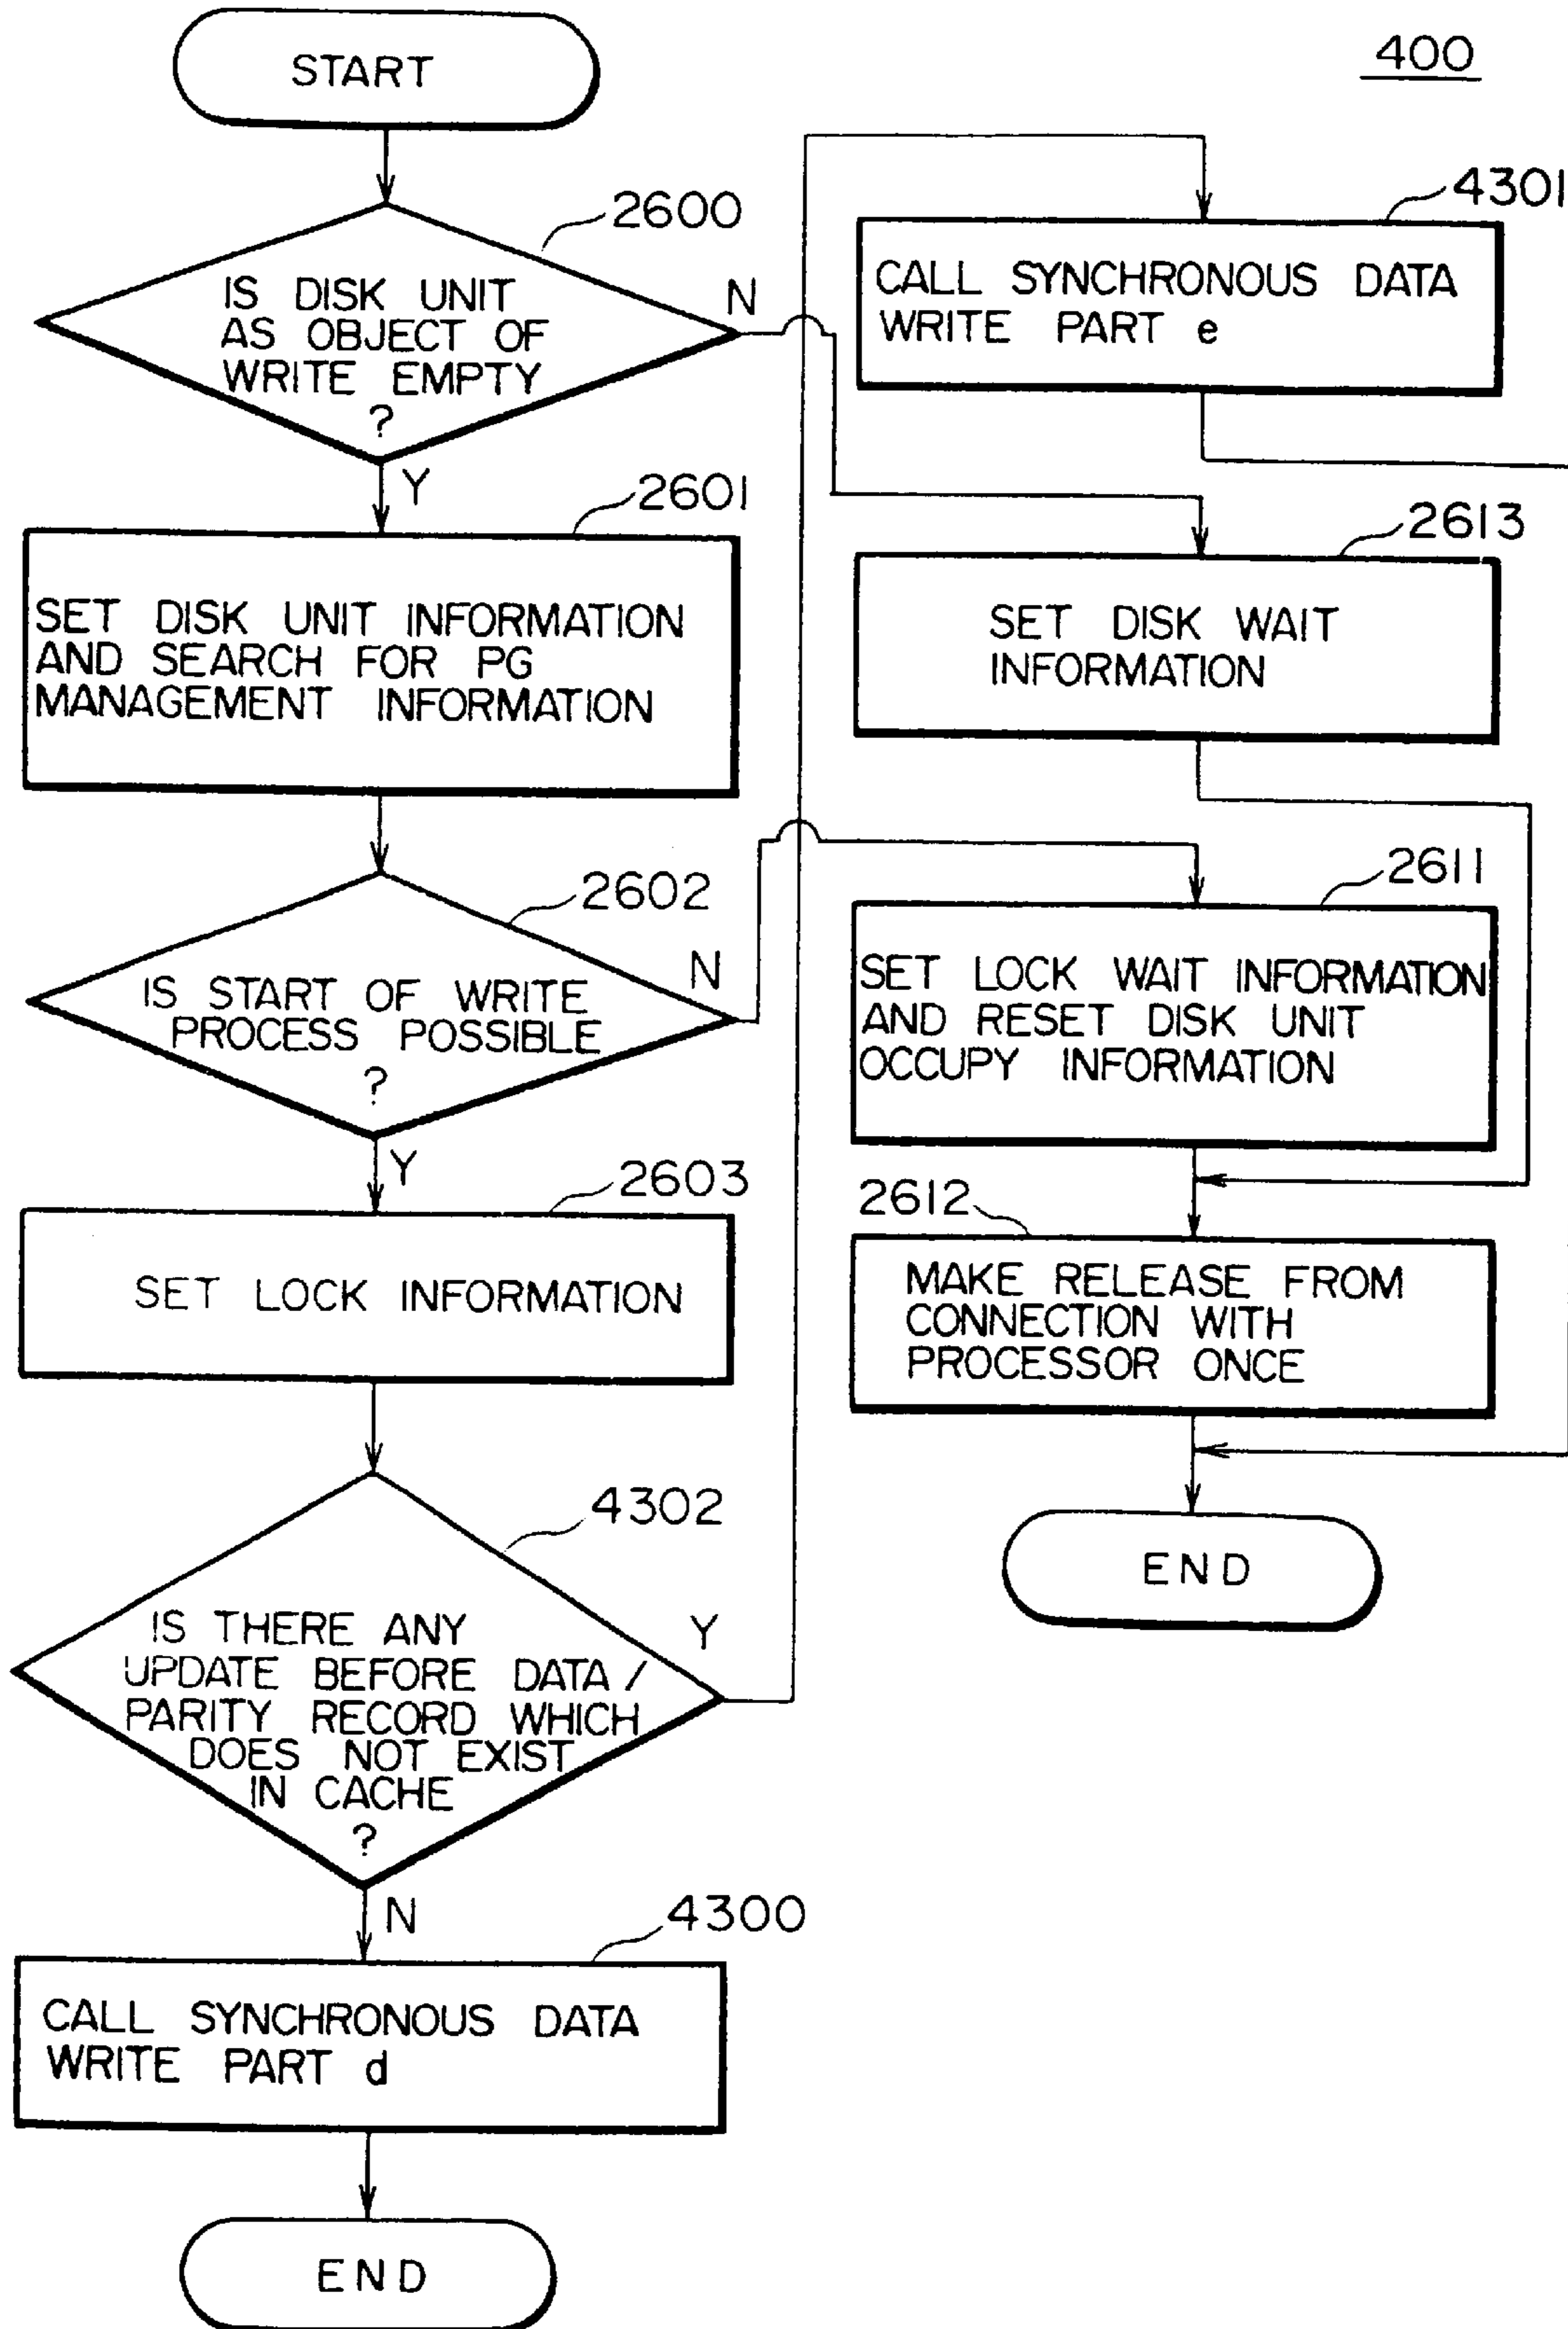 400
START
2600
IS DISK UNIT
AS OBJECT OF
WRITE EMPTY
?
N
Y
2601
SET DISK UNIT INFORMATION
AND SEARCH FOR PG
MANAGEMENT INFORMATION
2602
IS START OF WRITE
PROCESS POSSIBLE
?
N
Y
2603
SET LOCK INFORMATION
4302
IS THERE ANY
UPDATE BEFORE DATA /
PARITY RECORD WHICH
DOES NOT EXIST
IN CACHE
?
Y
N
4300
CALL SYNCHRONOUS DATA
WRITE PART d
END
4301
CALL SYNCHRONOUS DATA
WRITE PART e
2613
SET DISK WAIT
INFORMATION
2611
SET LOCK WAIT INFORMATION
AND RESET DISK UNIT
OCCUPY INFORMATION
2612
MAKE RELEASE FROM
CONNECTION WITH
PROCESSOR ONCE
END